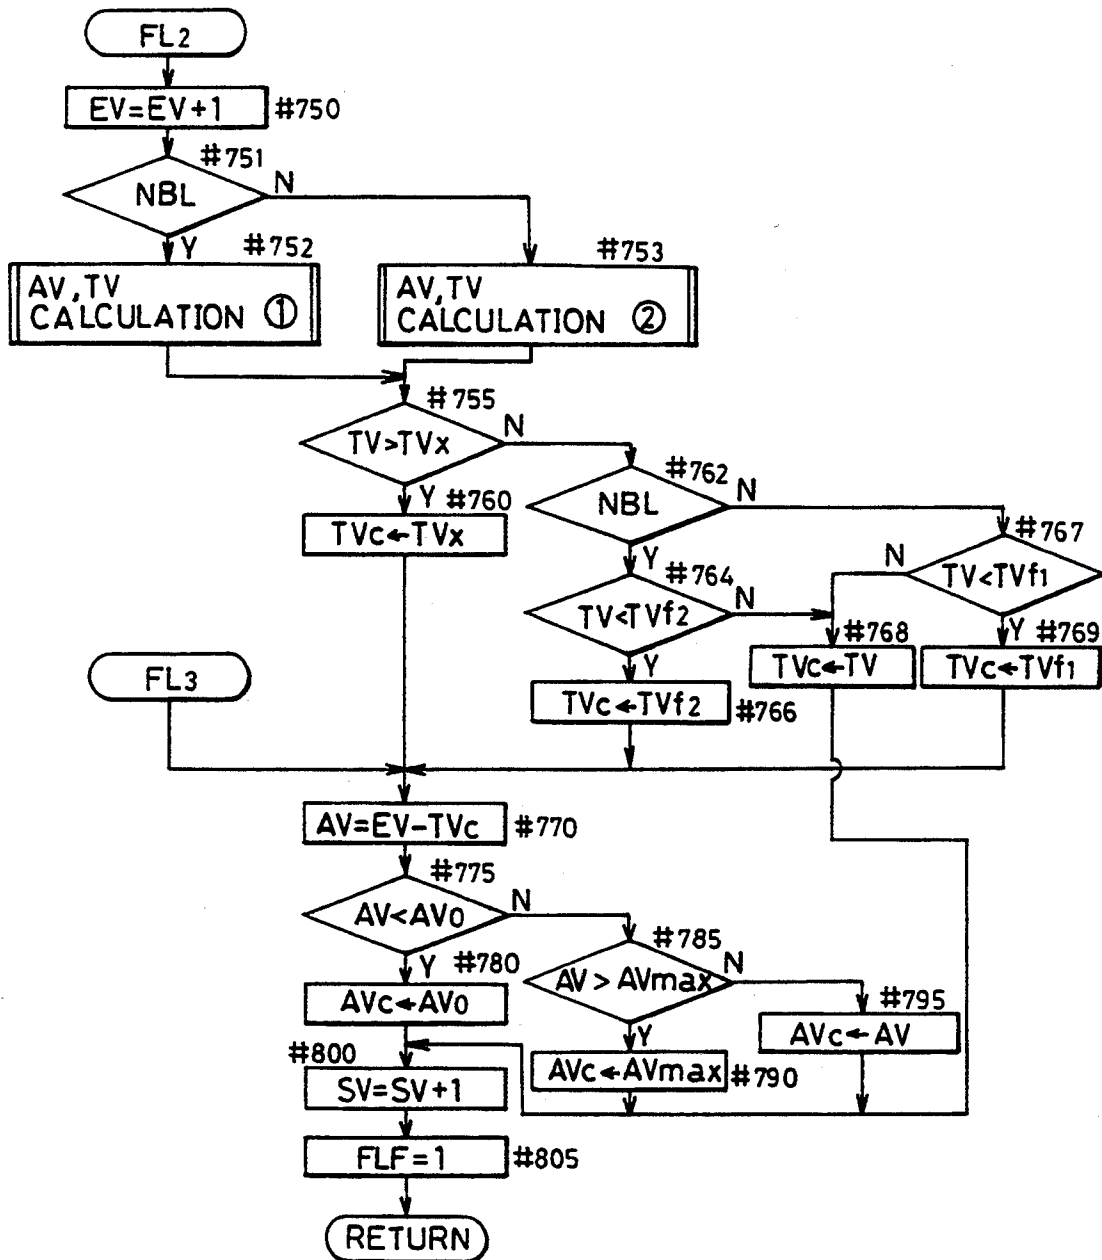 FL2
EV=EV+1
#750
#751
NBL
N
Y
#752
#753
AV,TV
CALCULATION ①
AV,TV
CALCULATION ②
#755
TV>TVx
N
Y
#760
TVc←TVx
#762
NBL
N
Y
#767
TV<TVf1
N
#764
TV<TVf2
N
Y
#768
TVc←TV
Y
#769
TVc←TVf1
FL3
TVc←TVf2
#766
AV=EV-TVc
#770
#775
AV<AV0
N
Y
#780
#785
AV>AVmax
N
AVc←AV0
#795
AVc←AV
Y
#800
AVc←AVmax
#790
SV=SV+1
FLF=1
#805
RETURN